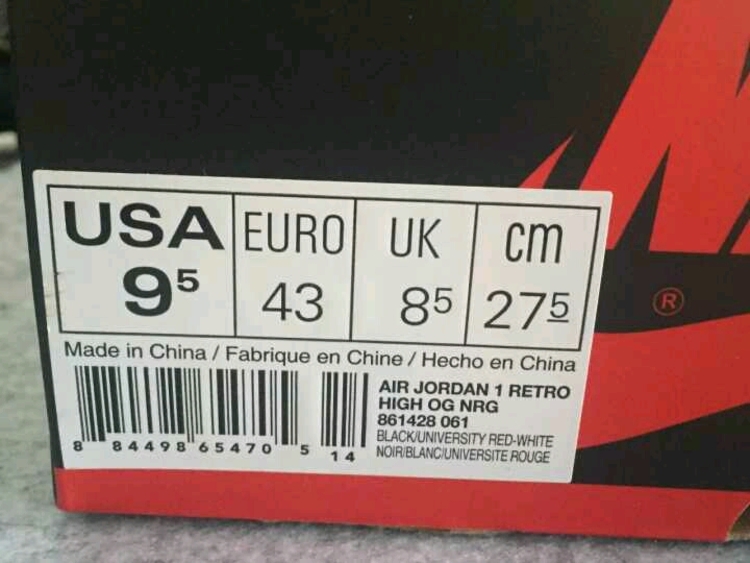 USA EURO UK cm
9⁵ 43 8⁵ 27⁵
Made in China / Fabrique en Chine / Hecho en China
AIR JORDAN 1 RETRO
HIGH OG NRG
861428 061
BLACK/UNIVERSITY RED-WHITE
NOIR/BLANC/UNIVERSITE ROUGE
8 84498 65470 5 14
®